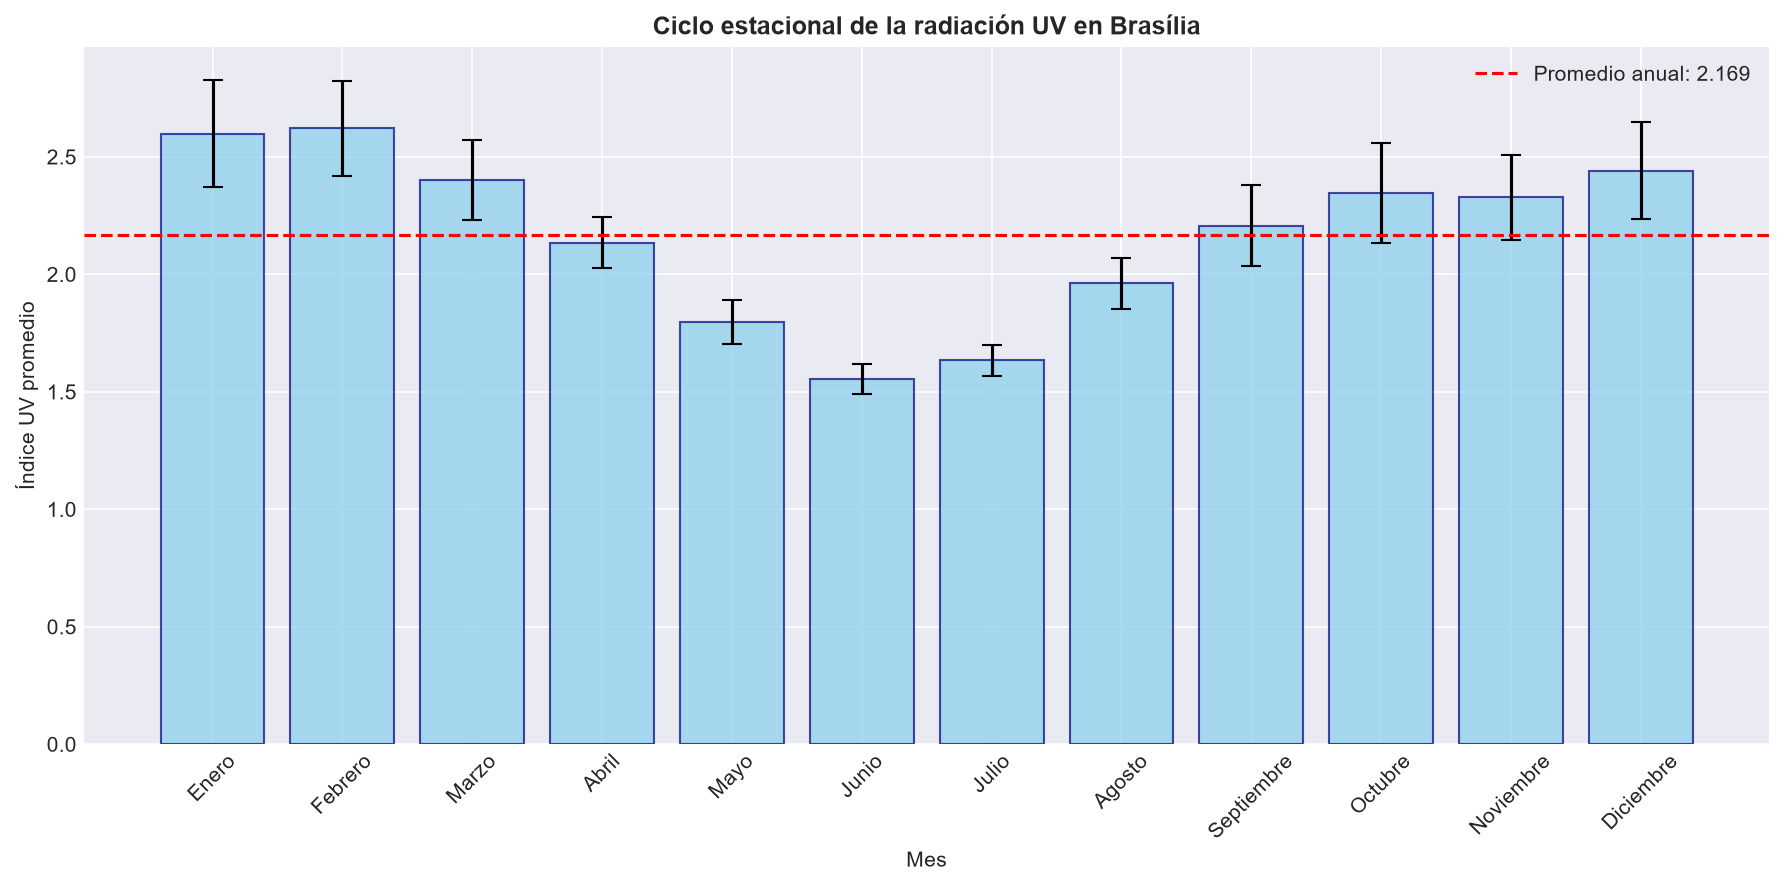 Ciclo estacional de la radiación UV en Brasília
Promedio anual: 2.169
Índice UV promedio
2.5
2.0
1.5
1.0
0.5
0.0
Enero
Febrero
Marzo
Abril
Mayo
Junio
Julio
Agosto
Septiembre
Octubre
Noviembre
Diciembre
Mes